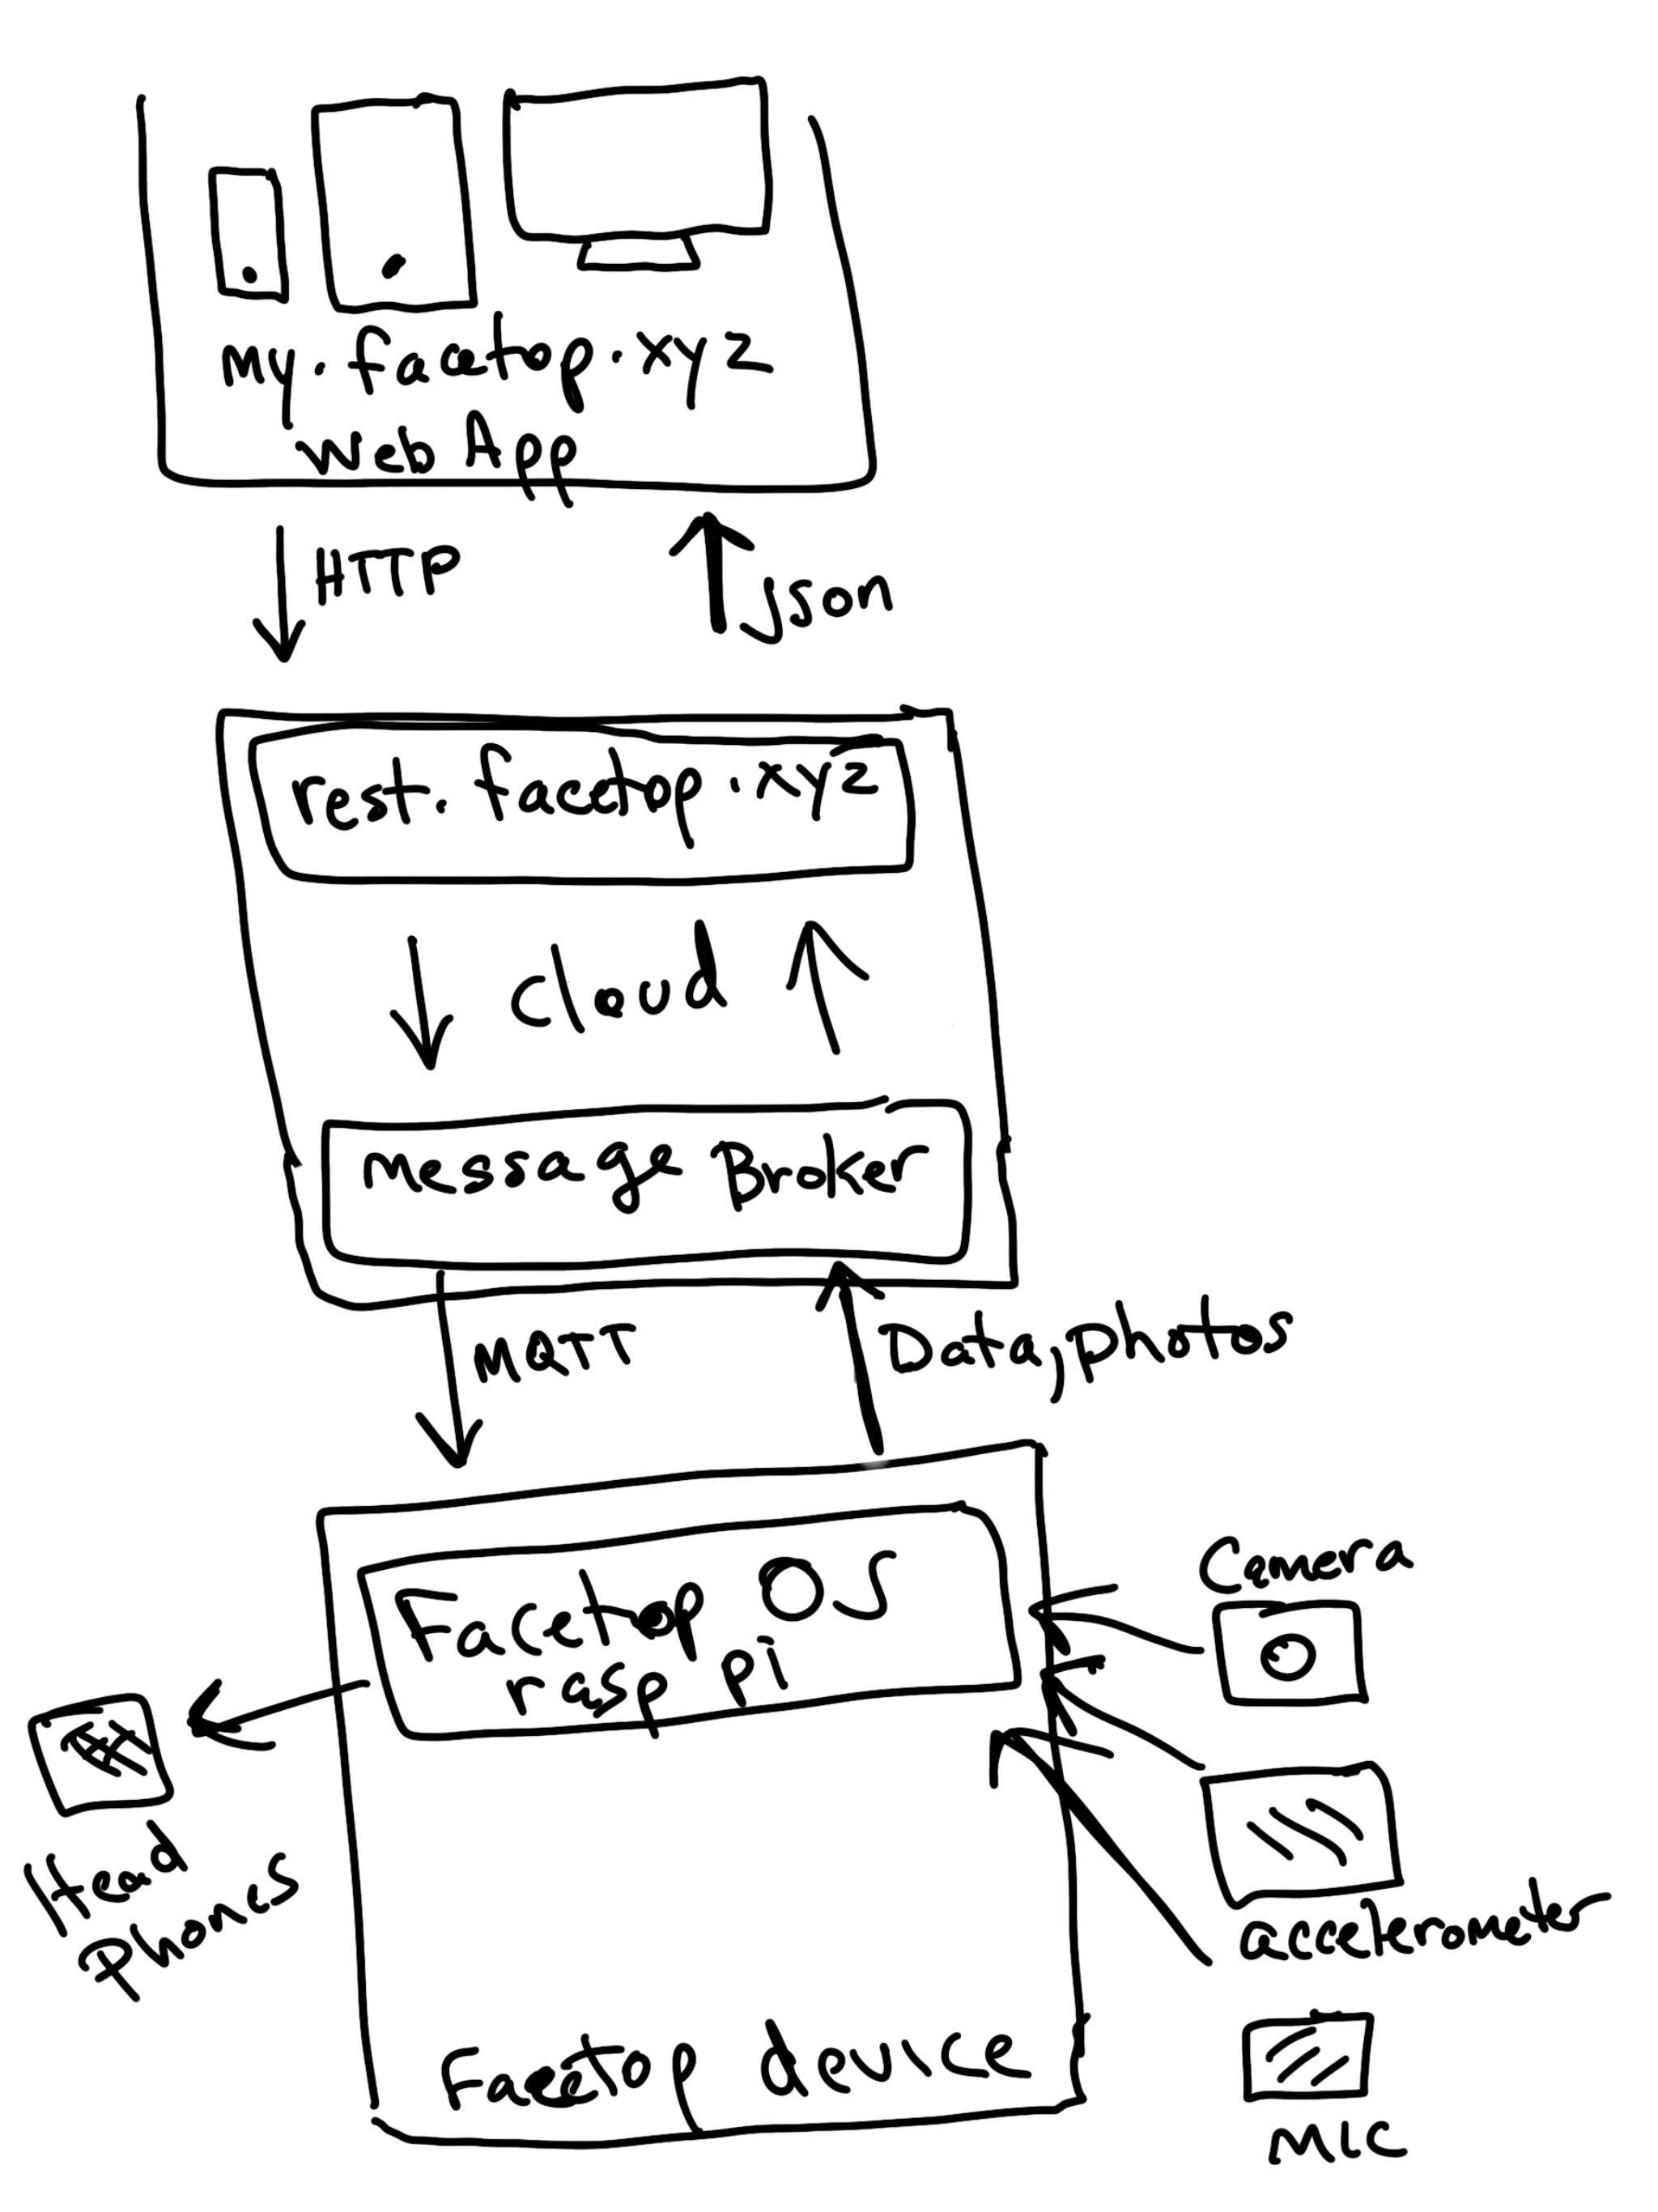 My.facetop.xyz
Web App
HTTP
Json
rest.facetop.xyz
cloud
Message Broker
MQTT
Data, photos
Facetop OS
rasp pi
Camera
Head
Phones
accelerometer
Facetop device
MIC